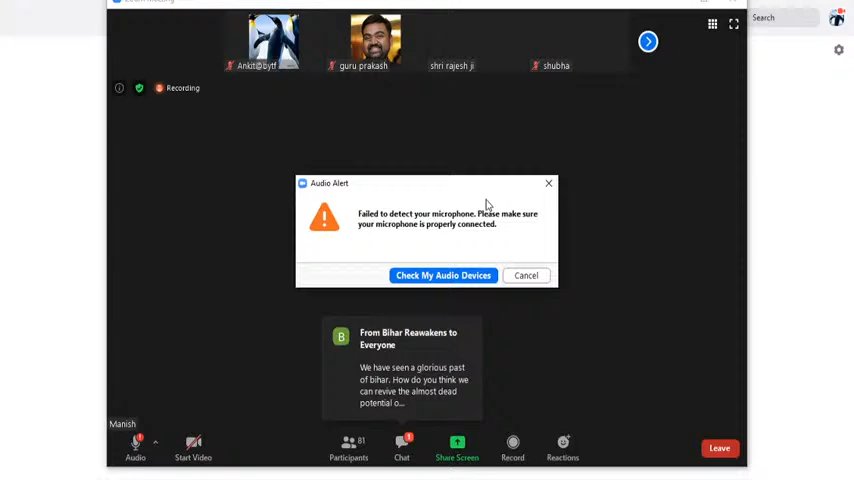 Search
Ankit@bytf
guru prakash
shri rajesh ji
shubha
Recording
Audio Alert
Failed to detect your microphone. Please make sure
your microphone is properly connected.
Check My Audio Devices
Cancel
B
From Bihar Reawakens to
Everyone
We have seen a glorious past
of bihar. How do you think we
can revive the almost dead
potential o...
Manish
Audio
Start Video
81
Participants
1
Chat
Share Screen
Record
Reactions
Leave